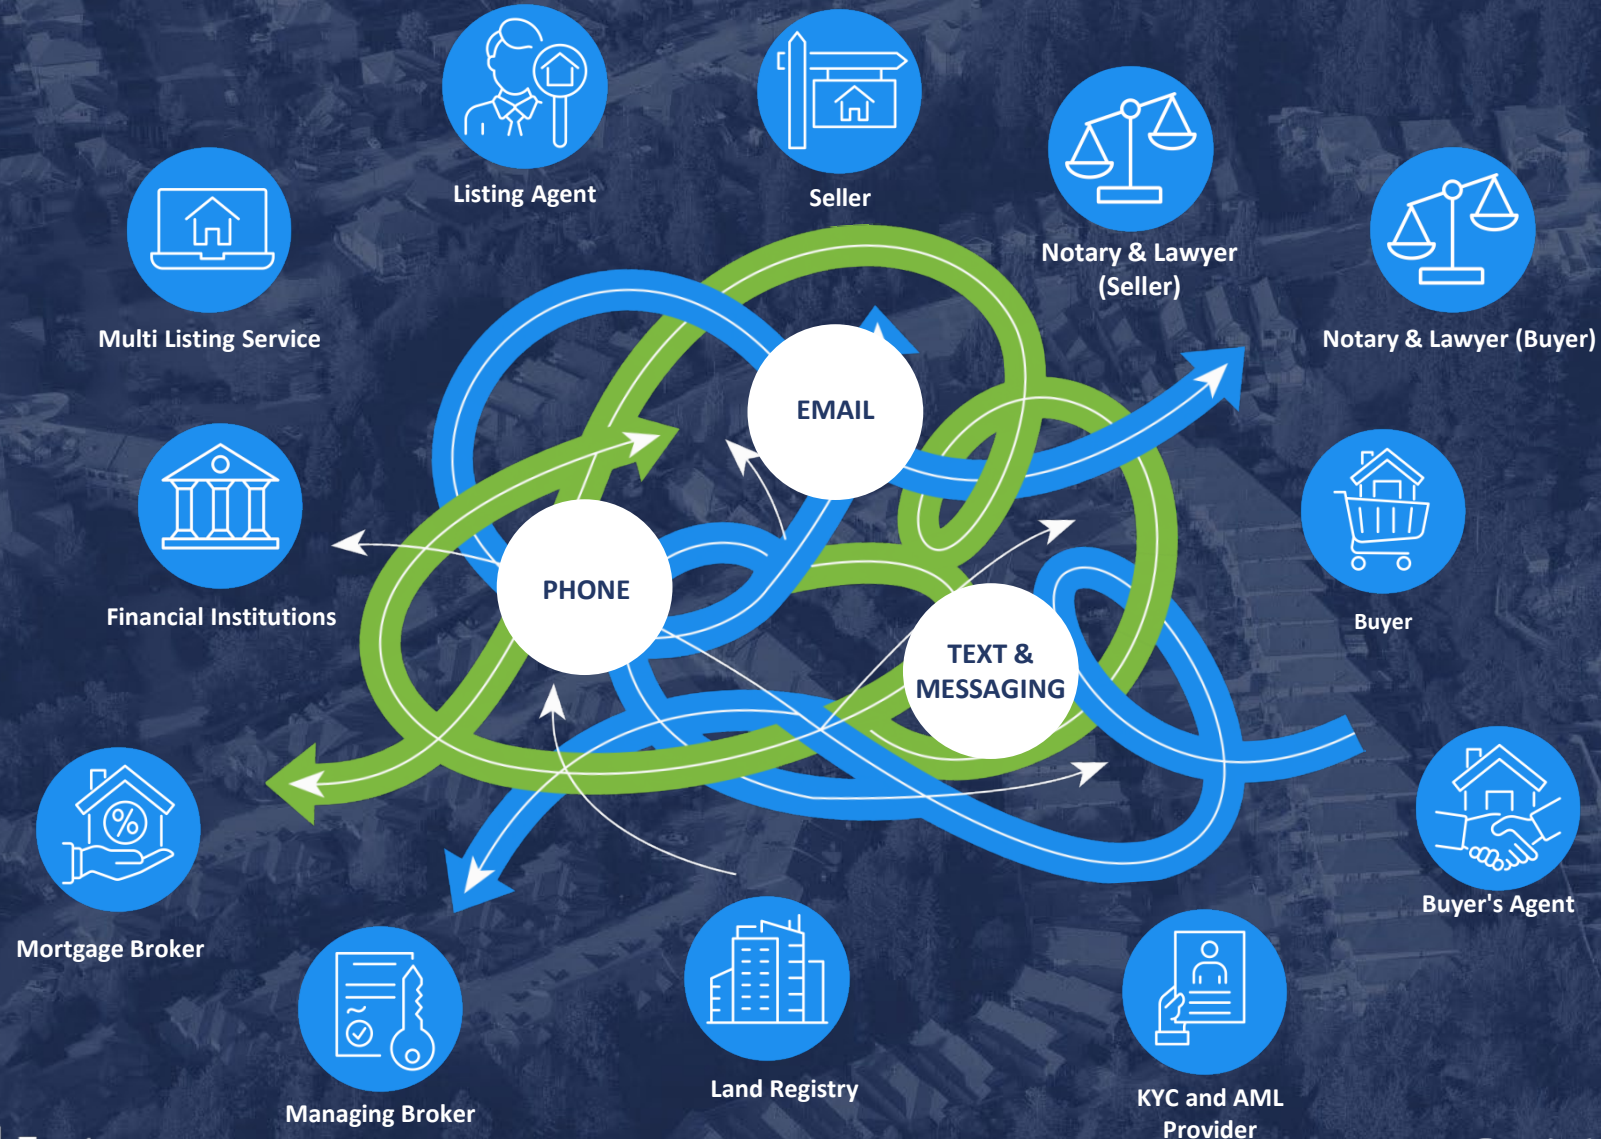 Listing Agent
Seller
Notary & Lawyer
(Seller)
Notary & Lawyer (Buyer)
Multi Listing Service
EMAIL
Financial Institutions
PHONE
Buyer
TEXT &
MESSAGING
%
Buyer's Agent
Mortgage Broker
Managing Broker
Land Registry
KYC and AML
Provider